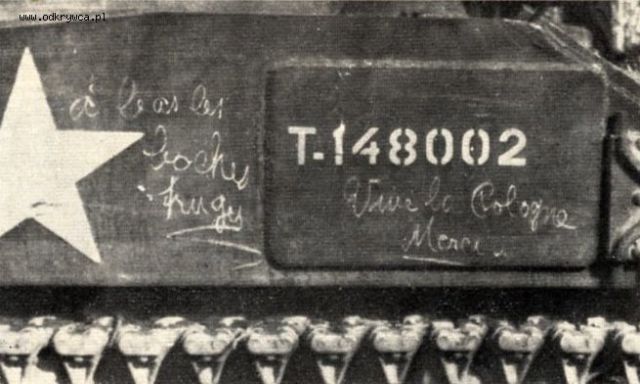 www.odkrywca.pl
à bas les
boches
T-148002
Vive la Pologne
Merci